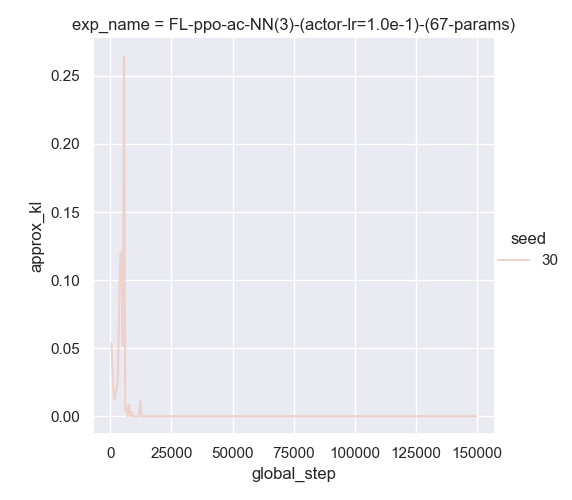 exp_name = FL-ppo-ac-NN(3)-(actor-lr=1.0e-1)-(67-params)
0.25
0.20
0.15
0.10
0.05
0.00
approx_kl
0 25000 50000 75000 100000 125000 150000
global_step
seed
30